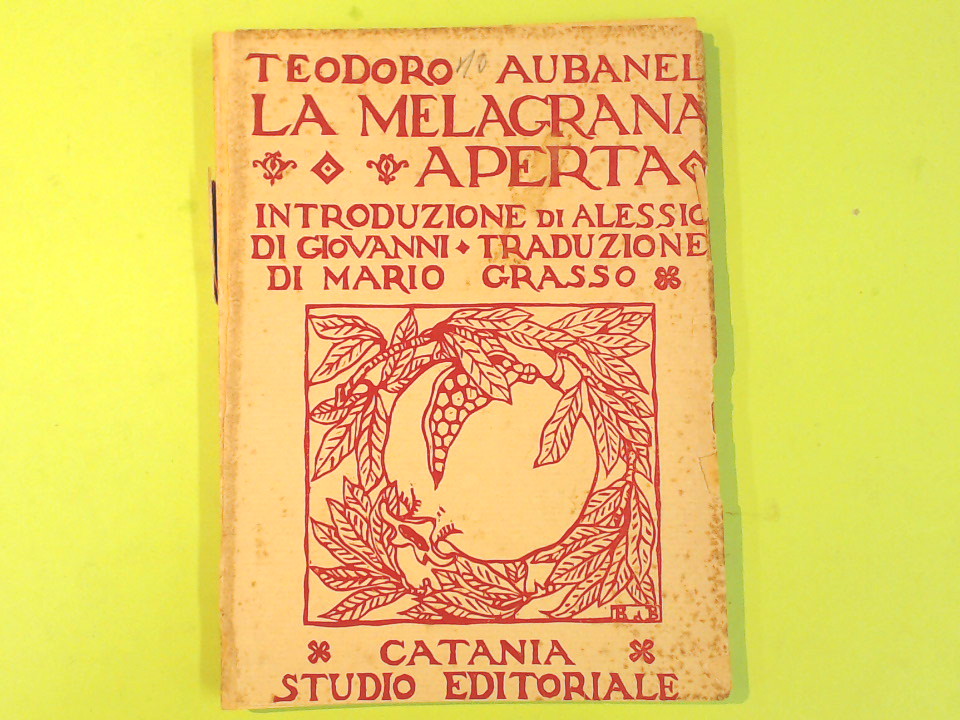 TEODORO AUBANEL
LA MELAGRANA
APERTA
INTRODUZIONE DI ALESSIO
DI GIOVANNI · TRADUZIONE
DI MARIO GRASSO
CATANIA
STUDIO EDITORIALE